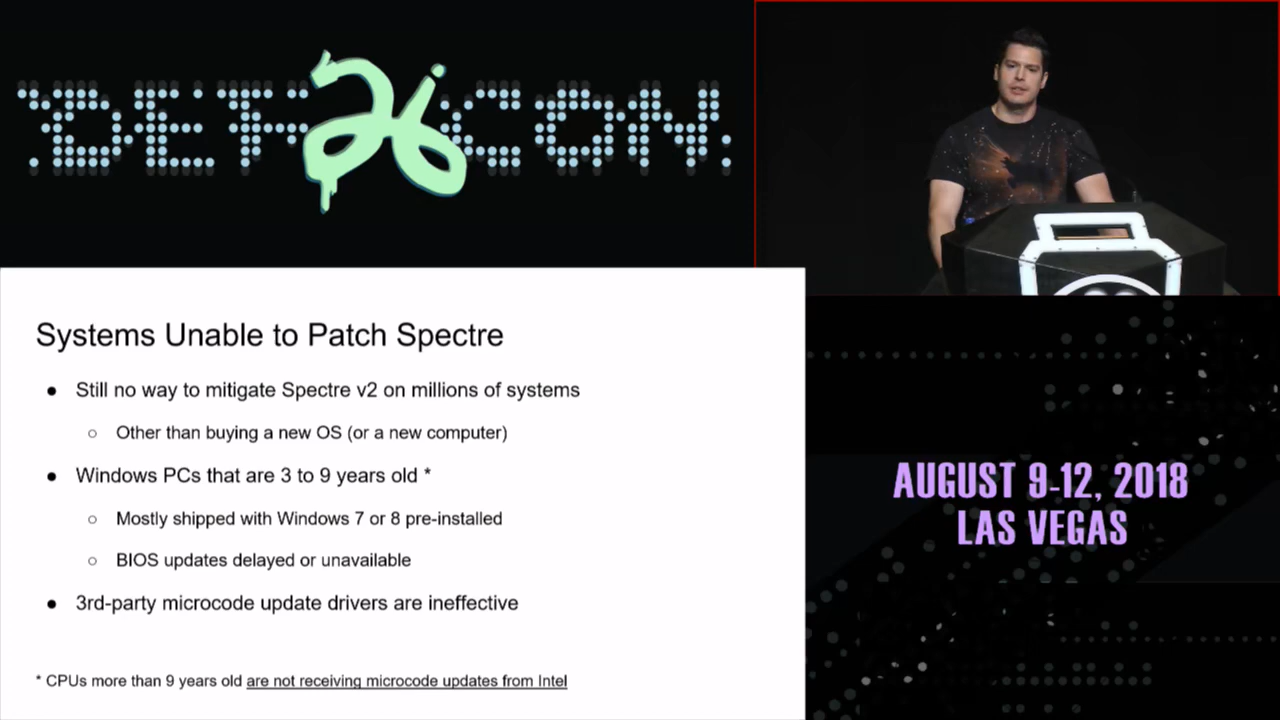 DEF 26 CON
Systems Unable to Patch Spectre
● Still no way to mitigate Spectre v2 on millions of systems
○ Other than buying a new OS (or a new computer)
● Windows PCs that are 3 to 9 years old *
○ Mostly shipped with Windows 7 or 8 pre-installed
○ BIOS updates delayed or unavailable
● 3rd-party microcode update drivers are ineffective
* CPUs more than 9 years old are not receiving microcode updates from Intel
AUGUST 9-12, 2018
LAS VEGAS